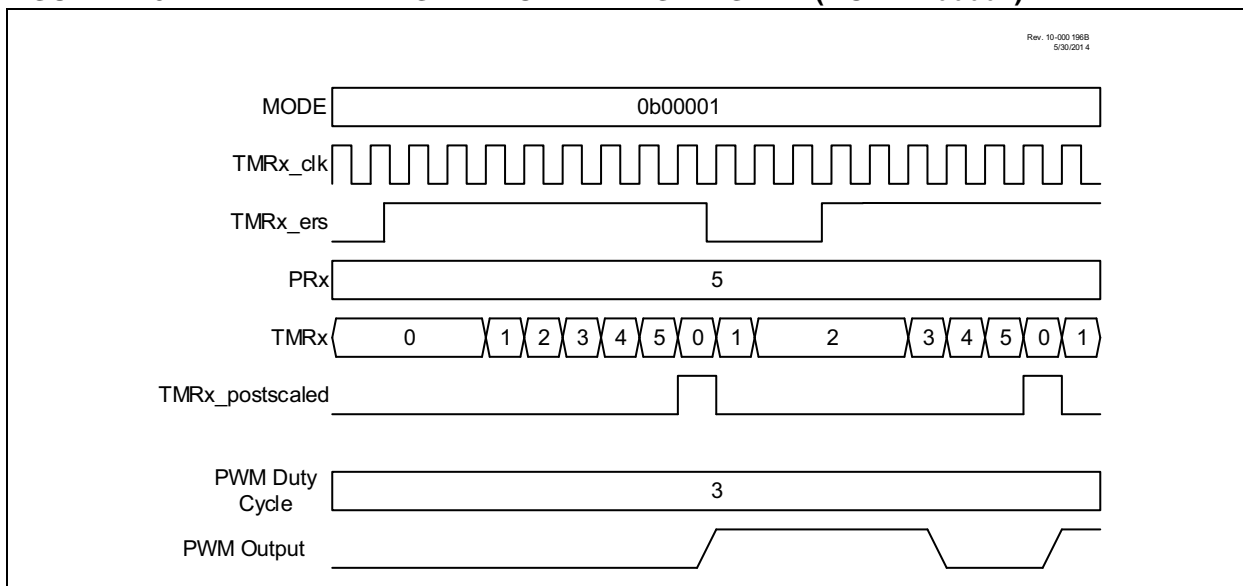 Rev. 10-000 196B
5/30/201 4
MODE 0b00001
TMRx_clk
TMRx_ers
PRx 5
TMRx 0 1 2 3 4 5 0 1 2 3 4 5 0 1
TMRx_postscaled
PWM Duty
Cycle 3
PWM Output